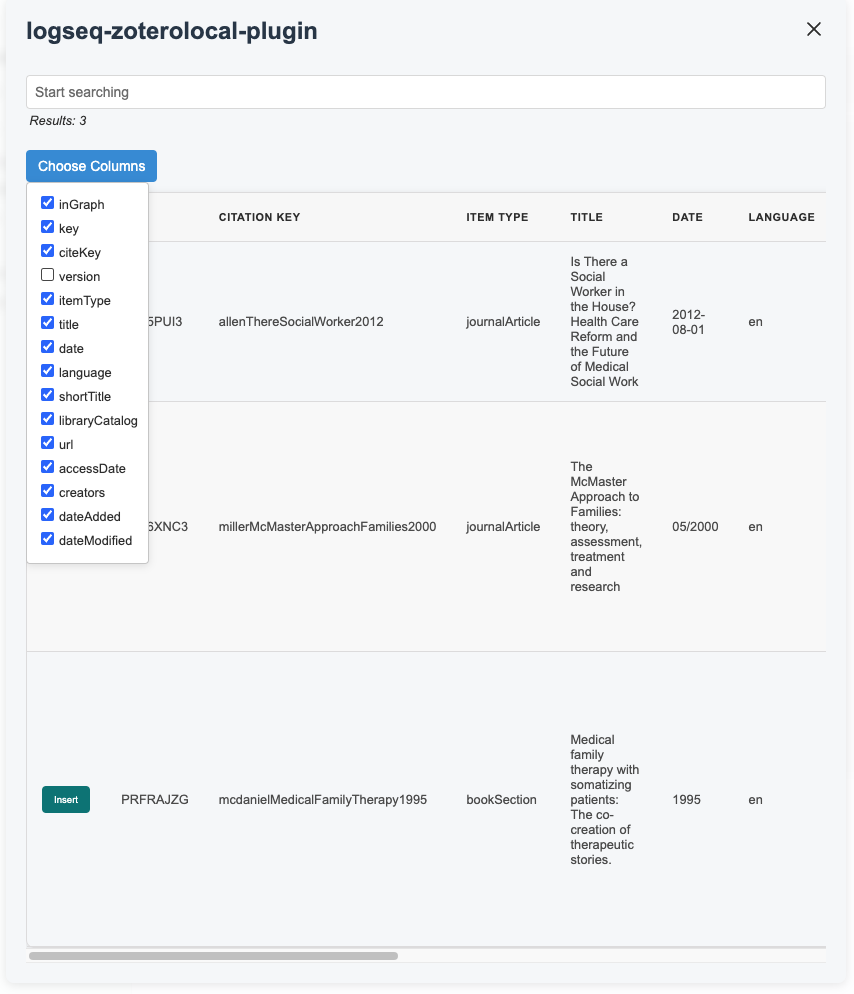 logseq-zoterolocal-plugin
Start searching
Results: 3
Choose Columns
inGraph
key
citeKey
version
itemType
title
date
language
shortTitle
libraryCatalog
url
accessDate
creators
dateAdded
dateModified
CITATION KEY ITEM TYPE TITLE DATE LANGUAGE
5PUI3 allenThereSocialWorker2012 journalArticle
Is There a
Social
Worker in
the House?
Health Care
Reform and
the Future
of Medical
Social Work
2012-
08-01
en
6XNC3 millerMcMasterApproachFamilies2000 journalArticle
The
McMaster
Approach to
Families:
theory,
assessment,
treatment
and
research
05/2000
en
Insert PRFRAJZG mcdanielMedicalFamilyTherapy1995 bookSection
Medical
family
therapy with
somatizing
patients:
The co-
creation of
therapeutic
stories.
1995
en